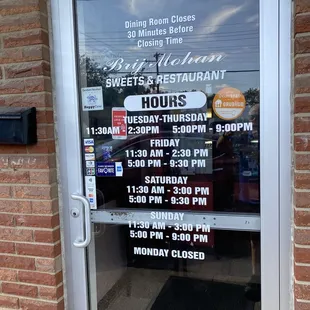 Dining Room Closes
30 Minutes Before
Closing Time
Brij Mohan
SWEETS & RESTAURANT
HOURS
TUESDAY-THURSDAY
11:30AM - 2:30PM 5:00PM - 9:00PM
FRIDAY
11:30 AM - 2:30 PM
5:00 PM - 9:30 PM
SATURDAY
11:30 AM - 3:00 PM
5:00 PM - 9:30 PM
SUNDAY
11:30 AM - 3:00 PM
5:00 PM - 9:00 PM
MONDAY CLOSED